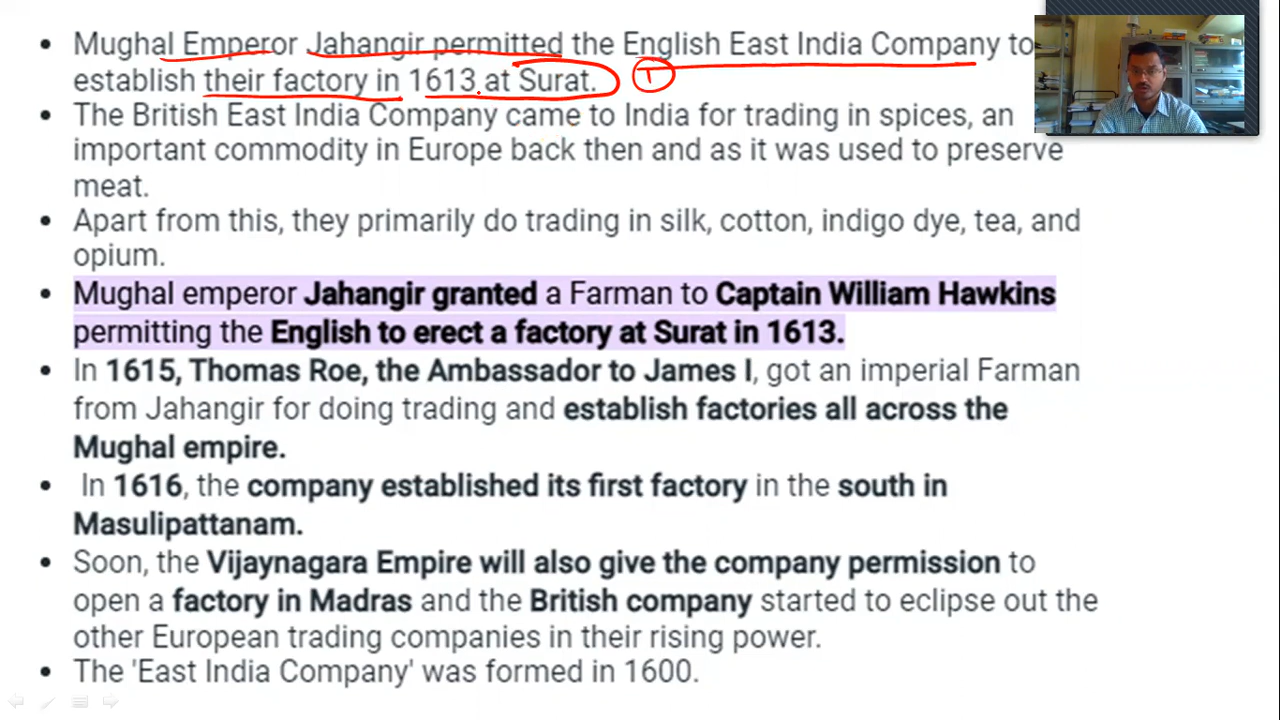 • Mughal Emperor Jahangir permitted the English East India Company to
establish their factory in 1613 at Surat. T
• The British East India Company came to India for trading in spices, an
important commodity in Europe back then and as it was used to preserve
meat.
• Apart from this, they primarily do trading in silk, cotton, indigo dye, tea, and
opium.
• Mughal emperor Jahangir granted a Farman to Captain William Hawkins
permitting the English to erect a factory at Surat in 1613.
• In 1615, Thomas Roe, the Ambassador to James I, got an imperial Farman
from Jahangir for doing trading and establish factories all across the
Mughal empire.
• In 1616, the company established its first factory in the south in
Masulipattanam.
• Soon, the Vijaynagara Empire will also give the company permission to
open a factory in Madras and the British company started to eclipse out the
other European trading companies in their rising power.
• The 'East India Company' was formed in 1600.